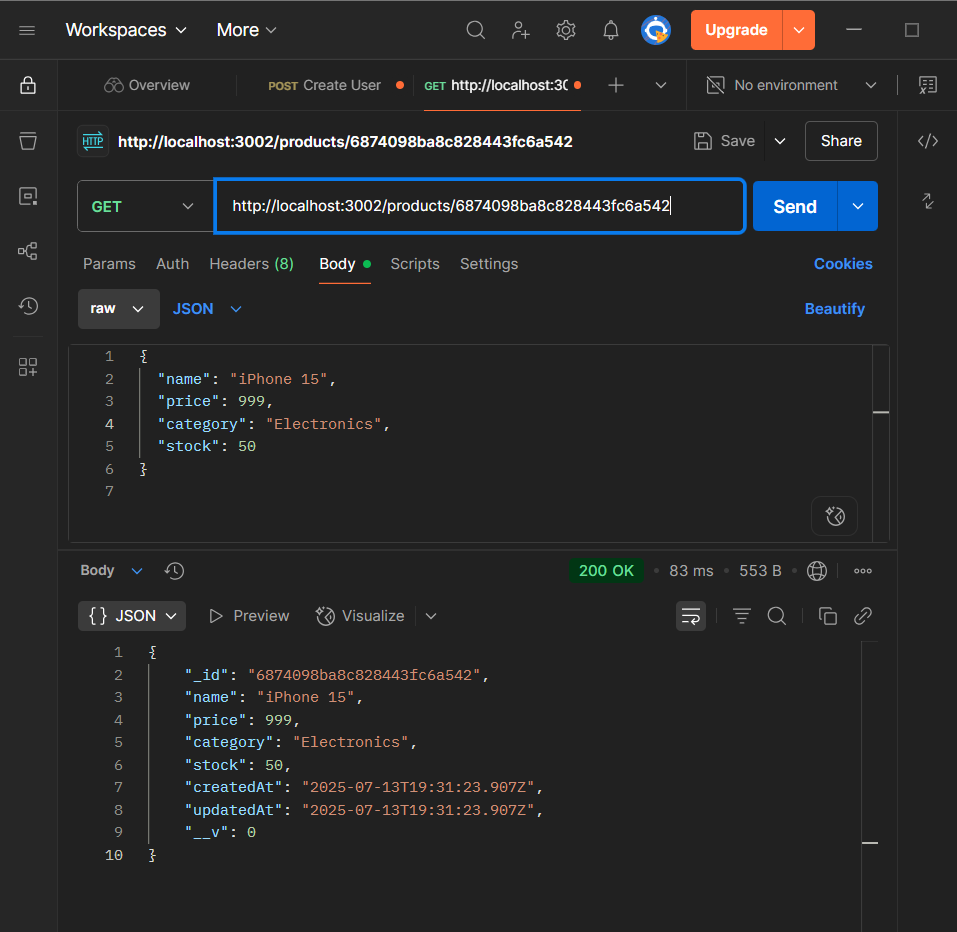 Workspaces More Upgrade
Overview POST Create User GET http://localhost:30 No environment
HTTP http://localhost:3002/products/6874098ba8c828443fc6a542 Save Share
GET http://localhost:3002/products/6874098ba8c828443fc6a542 Send
Params Auth Headers (8) Body Scripts Settings Cookies
raw JSON Beautify
1 {
2 "name": "iPhone 15",
3 "price": 999,
4 "category": "Electronics",
5 "stock": 50
6 }
7
Body 200 OK • 83 ms • 553 B •
{} JSON Preview Visualize
1 {
2 "_id": "6874098ba8c828443fc6a542",
3 "name": "iPhone 15",
4 "price": 999,
5 "category": "Electronics",
6 "stock": 50,
7 "createdAt": "2025-07-13T19:31:23.907Z",
8 "updatedAt": "2025-07-13T19:31:23.907Z",
9 "__v": 0
10 }